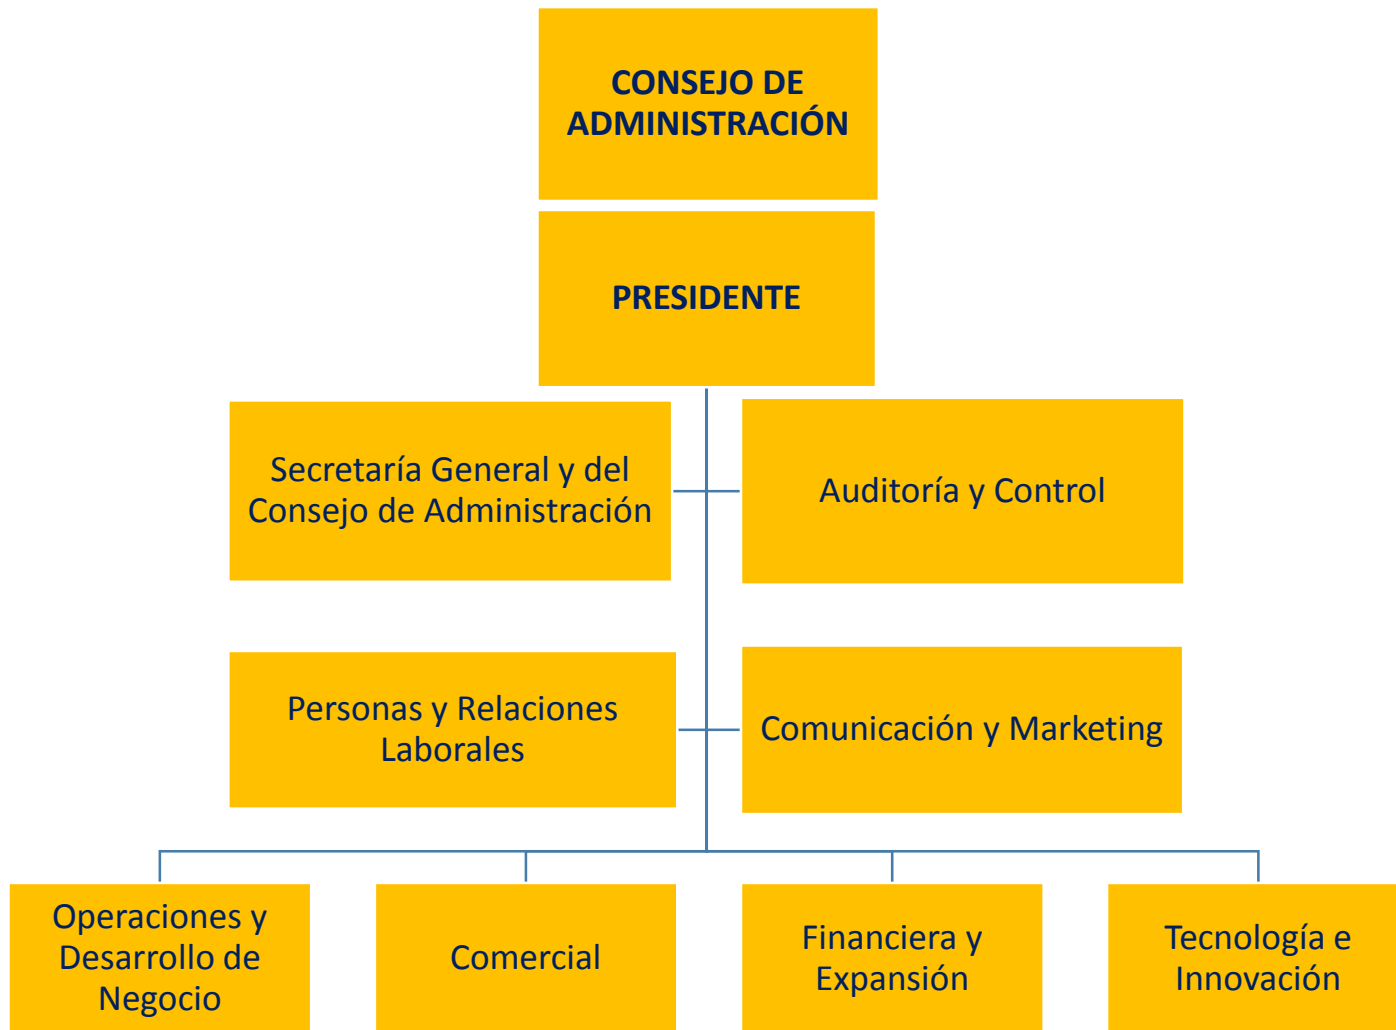 CONSEJO DE
ADMINISTRACIÓN
PRESIDENTE
Secretaría General y del
Consejo de Administración
Auditoría y Control
Personas y Relaciones
Laborales
Comunicación y Marketing
Operaciones y
Desarrollo de
Negocio
Comercial
Financiera y
Expansión
Tecnología e
Innovación